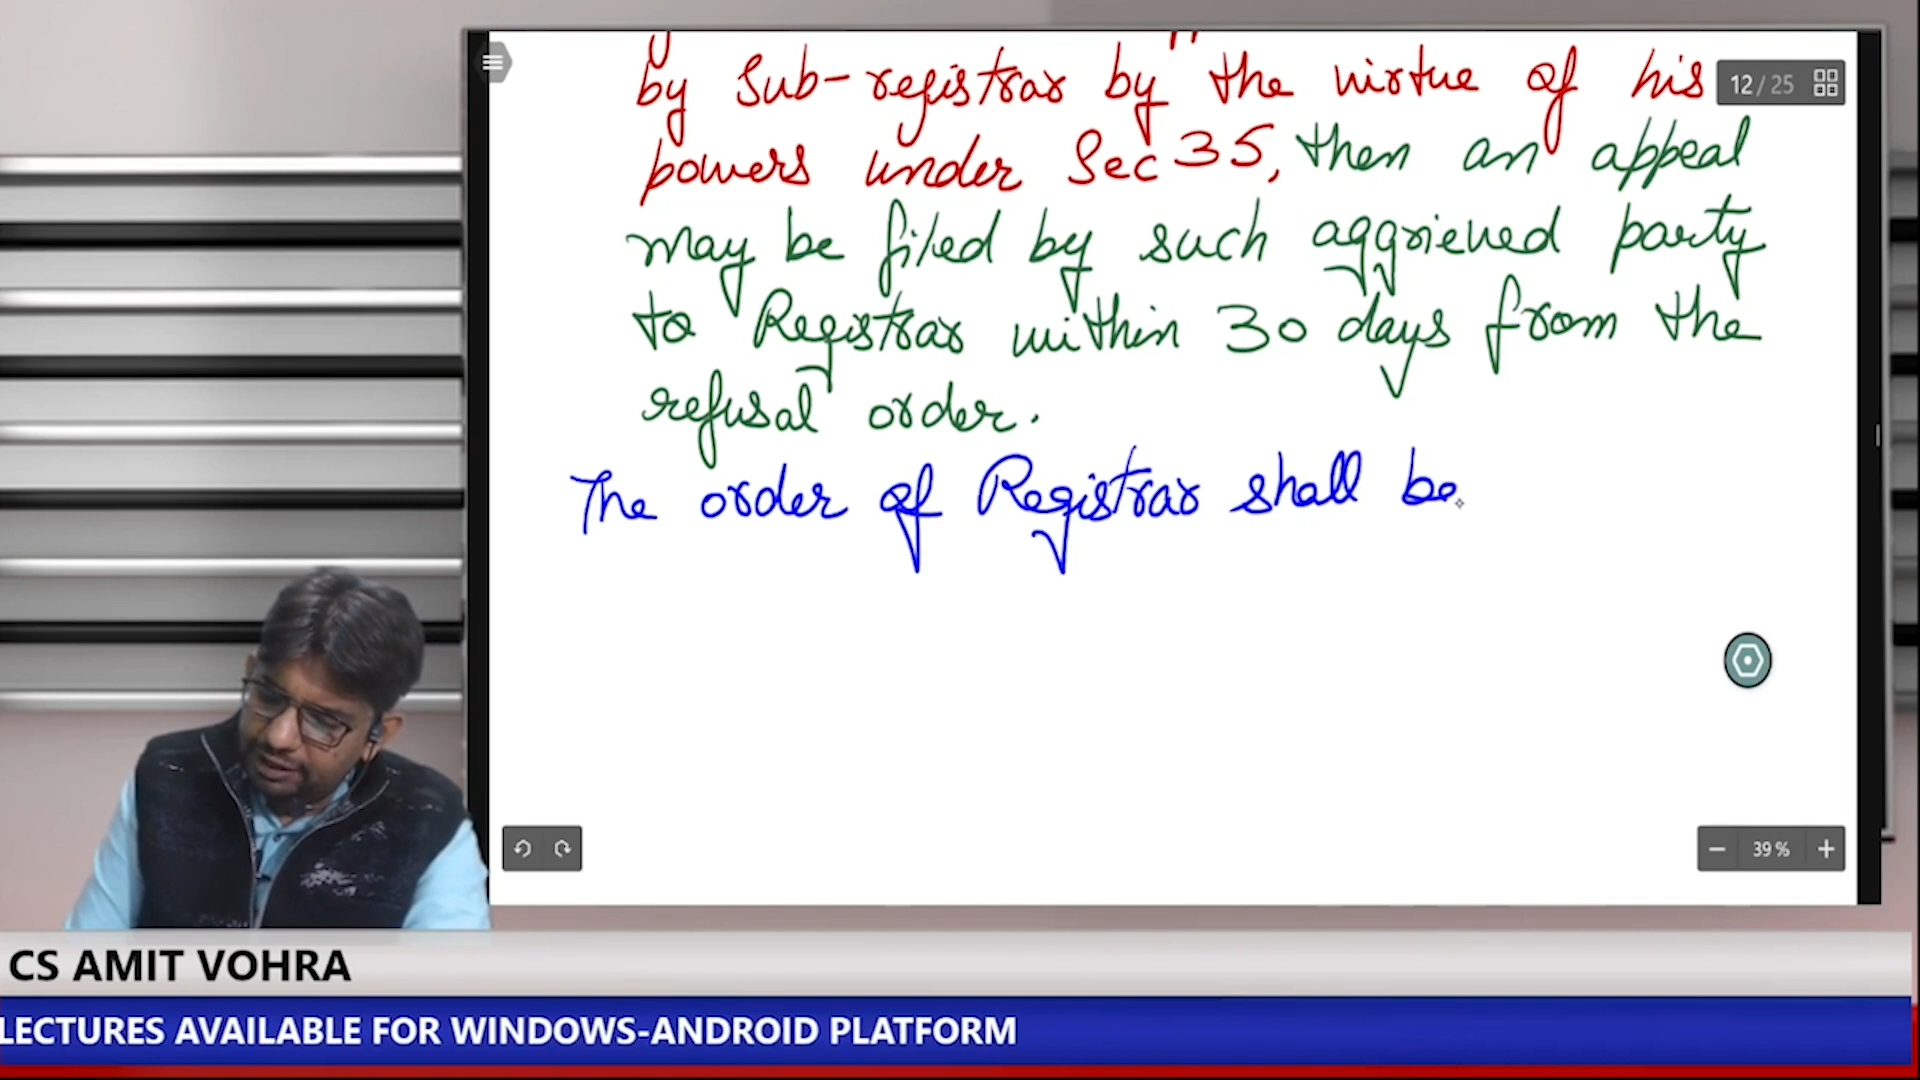 by Sub-registrar by the virtue of his
12 / 25
powers under Sec 35, then an appeal
may be filed by such aggrieved party
to Registrar within 30 days from the
refusal order.
The order of Registrar shall be
39 %
CS AMIT VOHRA
LECTURES AVAILABLE FOR WINDOWS-ANDROID PLATFORM